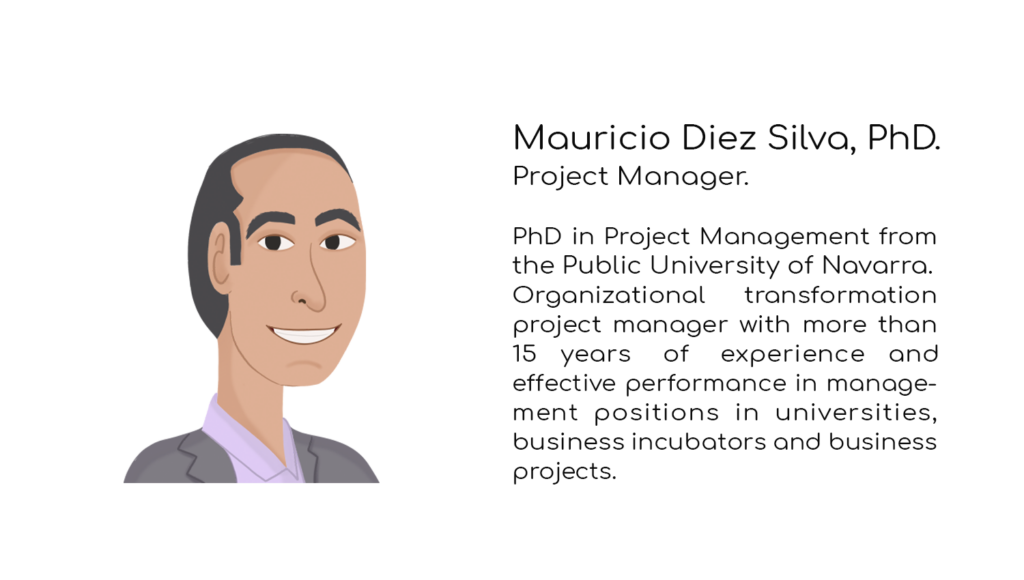 Mauricio Diez Silva, PhD.
Project Manager.
PhD in Project Management from
the Public University of Navarra.
Organizational transformation
project manager with more than
15 years of experience and
effective performance in manage-
ment positions in universities,
business incubators and business
projects.